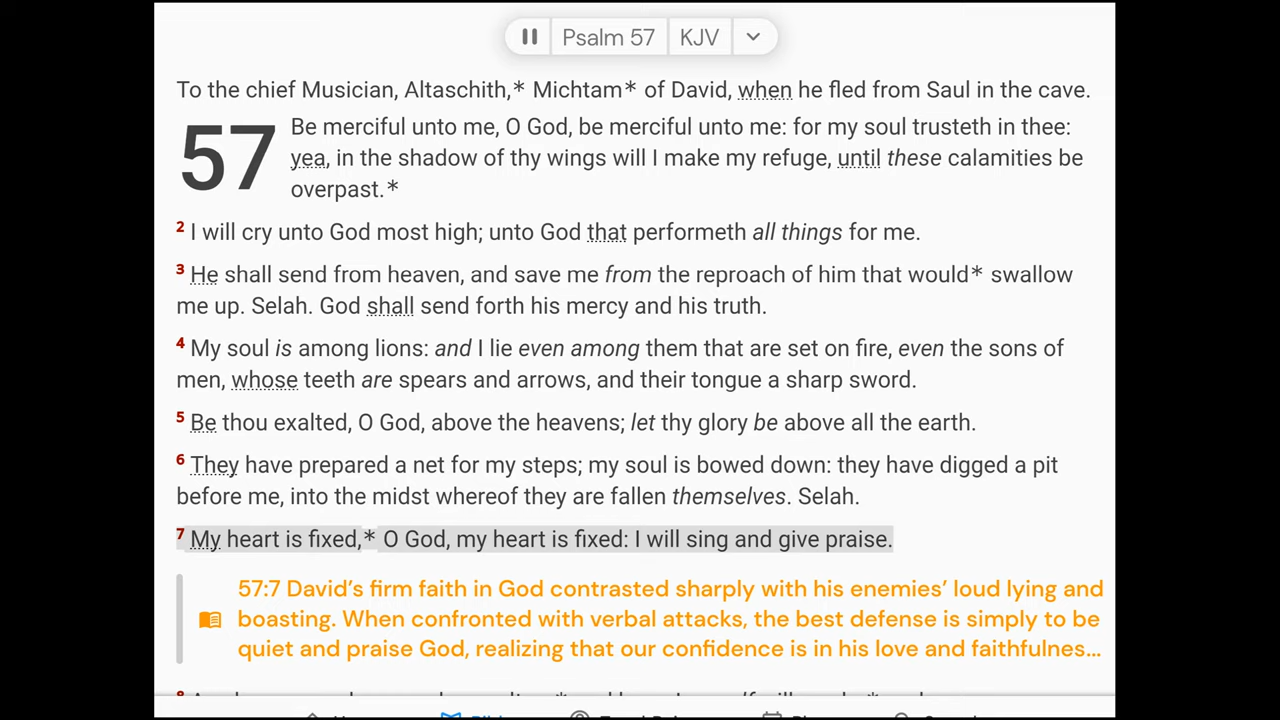 Psalm 57 KJV
To the chief Musician, Altaschith,* Michtam* of David, when he fled from Saul in the cave.
57 Be merciful unto me, O God, be merciful unto me: for my soul trusteth in thee:
yea, in the shadow of thy wings will I make my refuge, until these calamities be
overpast.*
2 I will cry unto God most high; unto God that performeth all things for me.
3 He shall send from heaven, and save me from the reproach of him that would* swallow
me up. Selah. God shall send forth his mercy and his truth.
4 My soul is among lions: and I lie even among them that are set on fire, even the sons of
men, whose teeth are spears and arrows, and their tongue a sharp sword.
5 Be thou exalted, O God, above the heavens; let thy glory be above all the earth.
6 They have prepared a net for my steps; my soul is bowed down: they have digged a pit
before me, into the midst whereof they are fallen themselves. Selah.
7 My heart is fixed,* O God, my heart is fixed: I will sing and give praise.
57:7 David’s firm faith in God contrasted sharply with his enemies’ loud lying and
boasting. When confronted with verbal attacks, the best defense is simply to be
quiet and praise God, realizing that our confidence is in his love and faithfulnes...